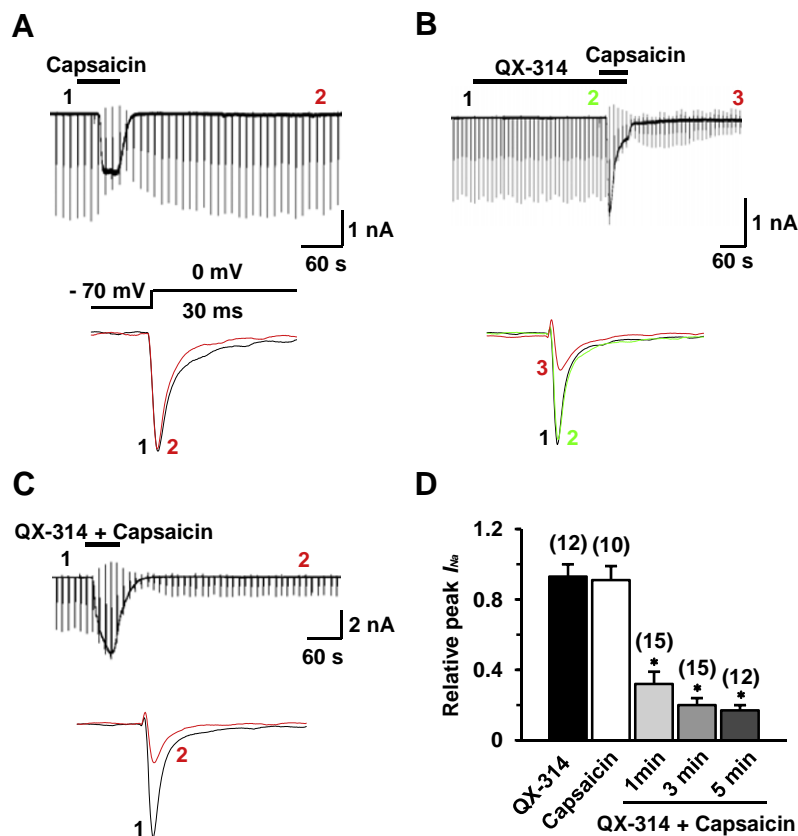 A
Capsaicin
1
2
1 nA
60 s
0 mV
- 70 mV
30 ms
1
2
B
Capsaicin
QX-314
1
2
3
1 nA
60 s
3
1
2
C
QX-314 + Capsaicin
1
2
2 nA
60 s
2
1
D
Relative peak I_Na
1.2
0.8
0.4
0
(12)
(10)
(15)
*
(15)
*
(12)
*
QX-314
Capsaicin
1min
3 min
5 min
QX-314 + Capsaicin